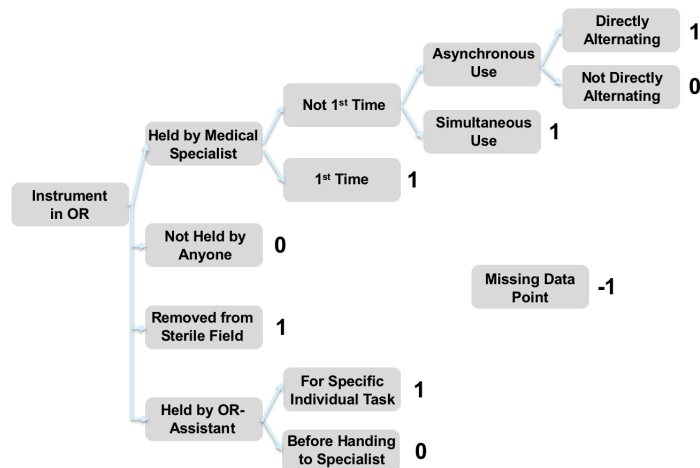 Directly
Alternating
1
Asynchronous
Use
Not Directly
Alternating
0
Not 1st Time
Simultaneous
Use
1
Held by Medical
Specialist
1st Time
1
Instrument
in OR
Not Held by
Anyone
0
Missing Data
Point
-1
Removed from
Sterile Field
1
For Specific
Individual Task
1
Held by OR-
Assistant
Before Handing
to Specialist
0